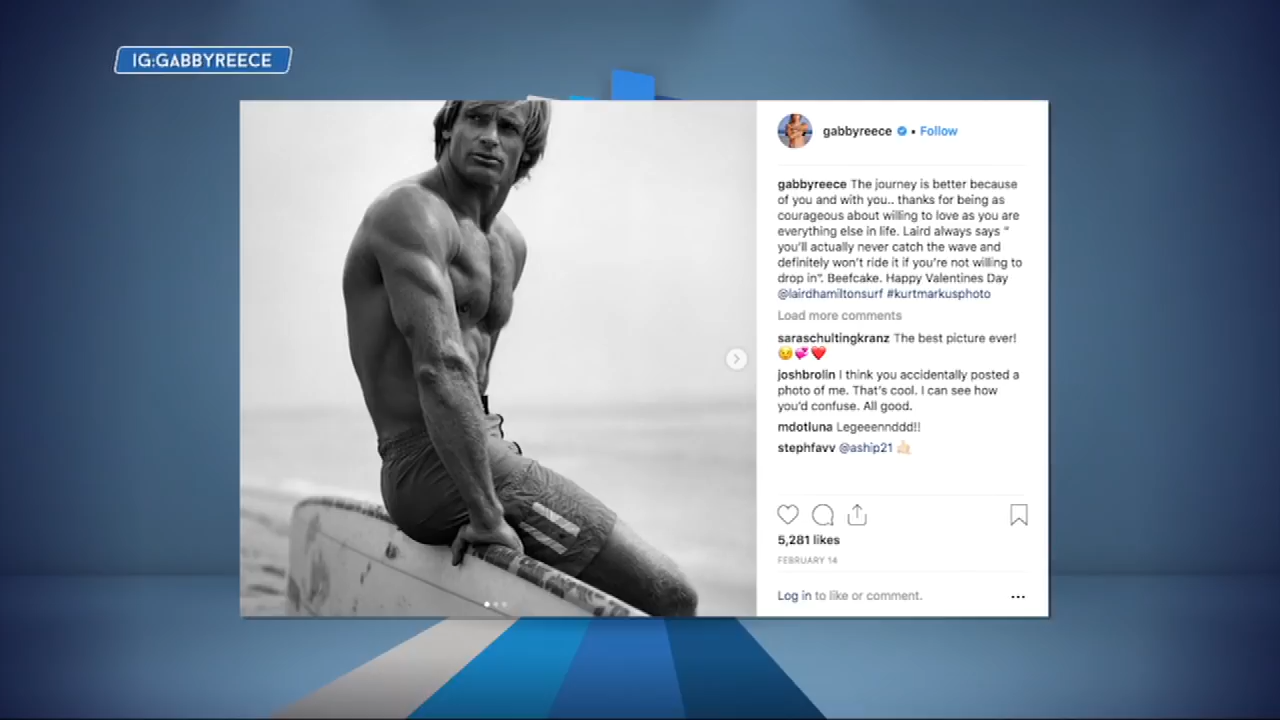 IG:GABBYREECE
gabbyreece • Follow
gabbyreece The journey is better because
of you and with you.. thanks for being as
courageous about willing to love as you are
everything else in life. Laird always says "
you'll actually never catch the wave and
definitely won't ride it if you're not willing to
drop in". Beefcake. Happy Valentines Day
@lairdhamiltonsurf #kurtmarkusphoto
Load more comments
saraschultingkranz The best picture ever!
😉💞❤️
joshbrolin I think you accidentally posted a
photo of me. That's cool. I can see how
you'd confuse. All good.
mdotluna Legeeennddd!!
stephfavv @aship21 🤙🏻
5,281 likes
FEBRUARY 14
Log in to like or comment.